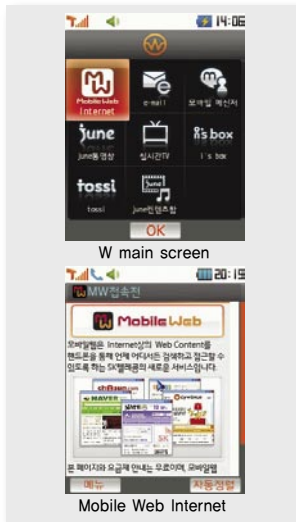 T.ııl 14:06
MW
MobileWeb
Internet
e-mail
모바일 메신저
june
june동영상
실시간TV
i's box
i's box
tossi
tossi
june
june컨텐츠함
OK
W main screen
20:15
MW접속전
MobileWeb
모바일웹은 Internet상의 Web Content를
핸드폰을 통해 언제 어디서든 검색하고 접근할 수
있도록 하는 SK텔레콤의 새로운 서비스입니다.
NAVER
SK
본 페이지와 요금제 안내는 무료이며, 모바일웹
메뉴
자동정렬
Mobile Web Internet